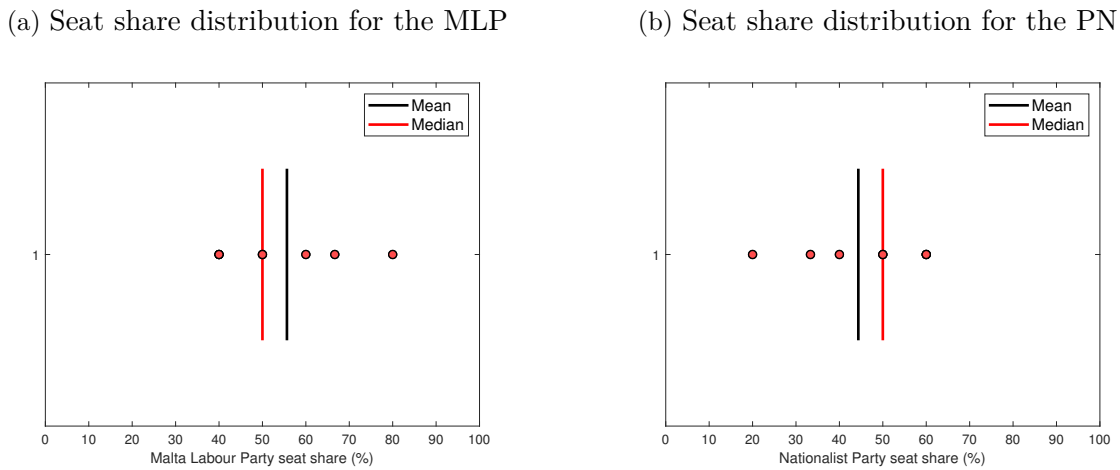 (a) Seat share distribution for the MLP
Mean
Median
1
0 10 20 30 40 50 60 70 80 90 100
Malta Labour Party seat share (%)
(b) Seat share distribution for the PN
Mean
Median
1
0 10 20 30 40 50 60 70 80 90 100
Nationalist Party seat share (%)